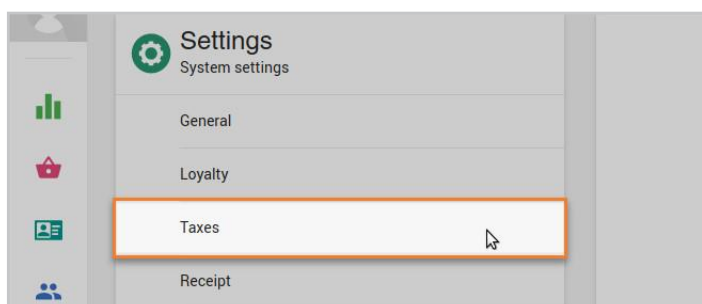 Settings
System settings
General
Loyalty
Taxes
Receipt